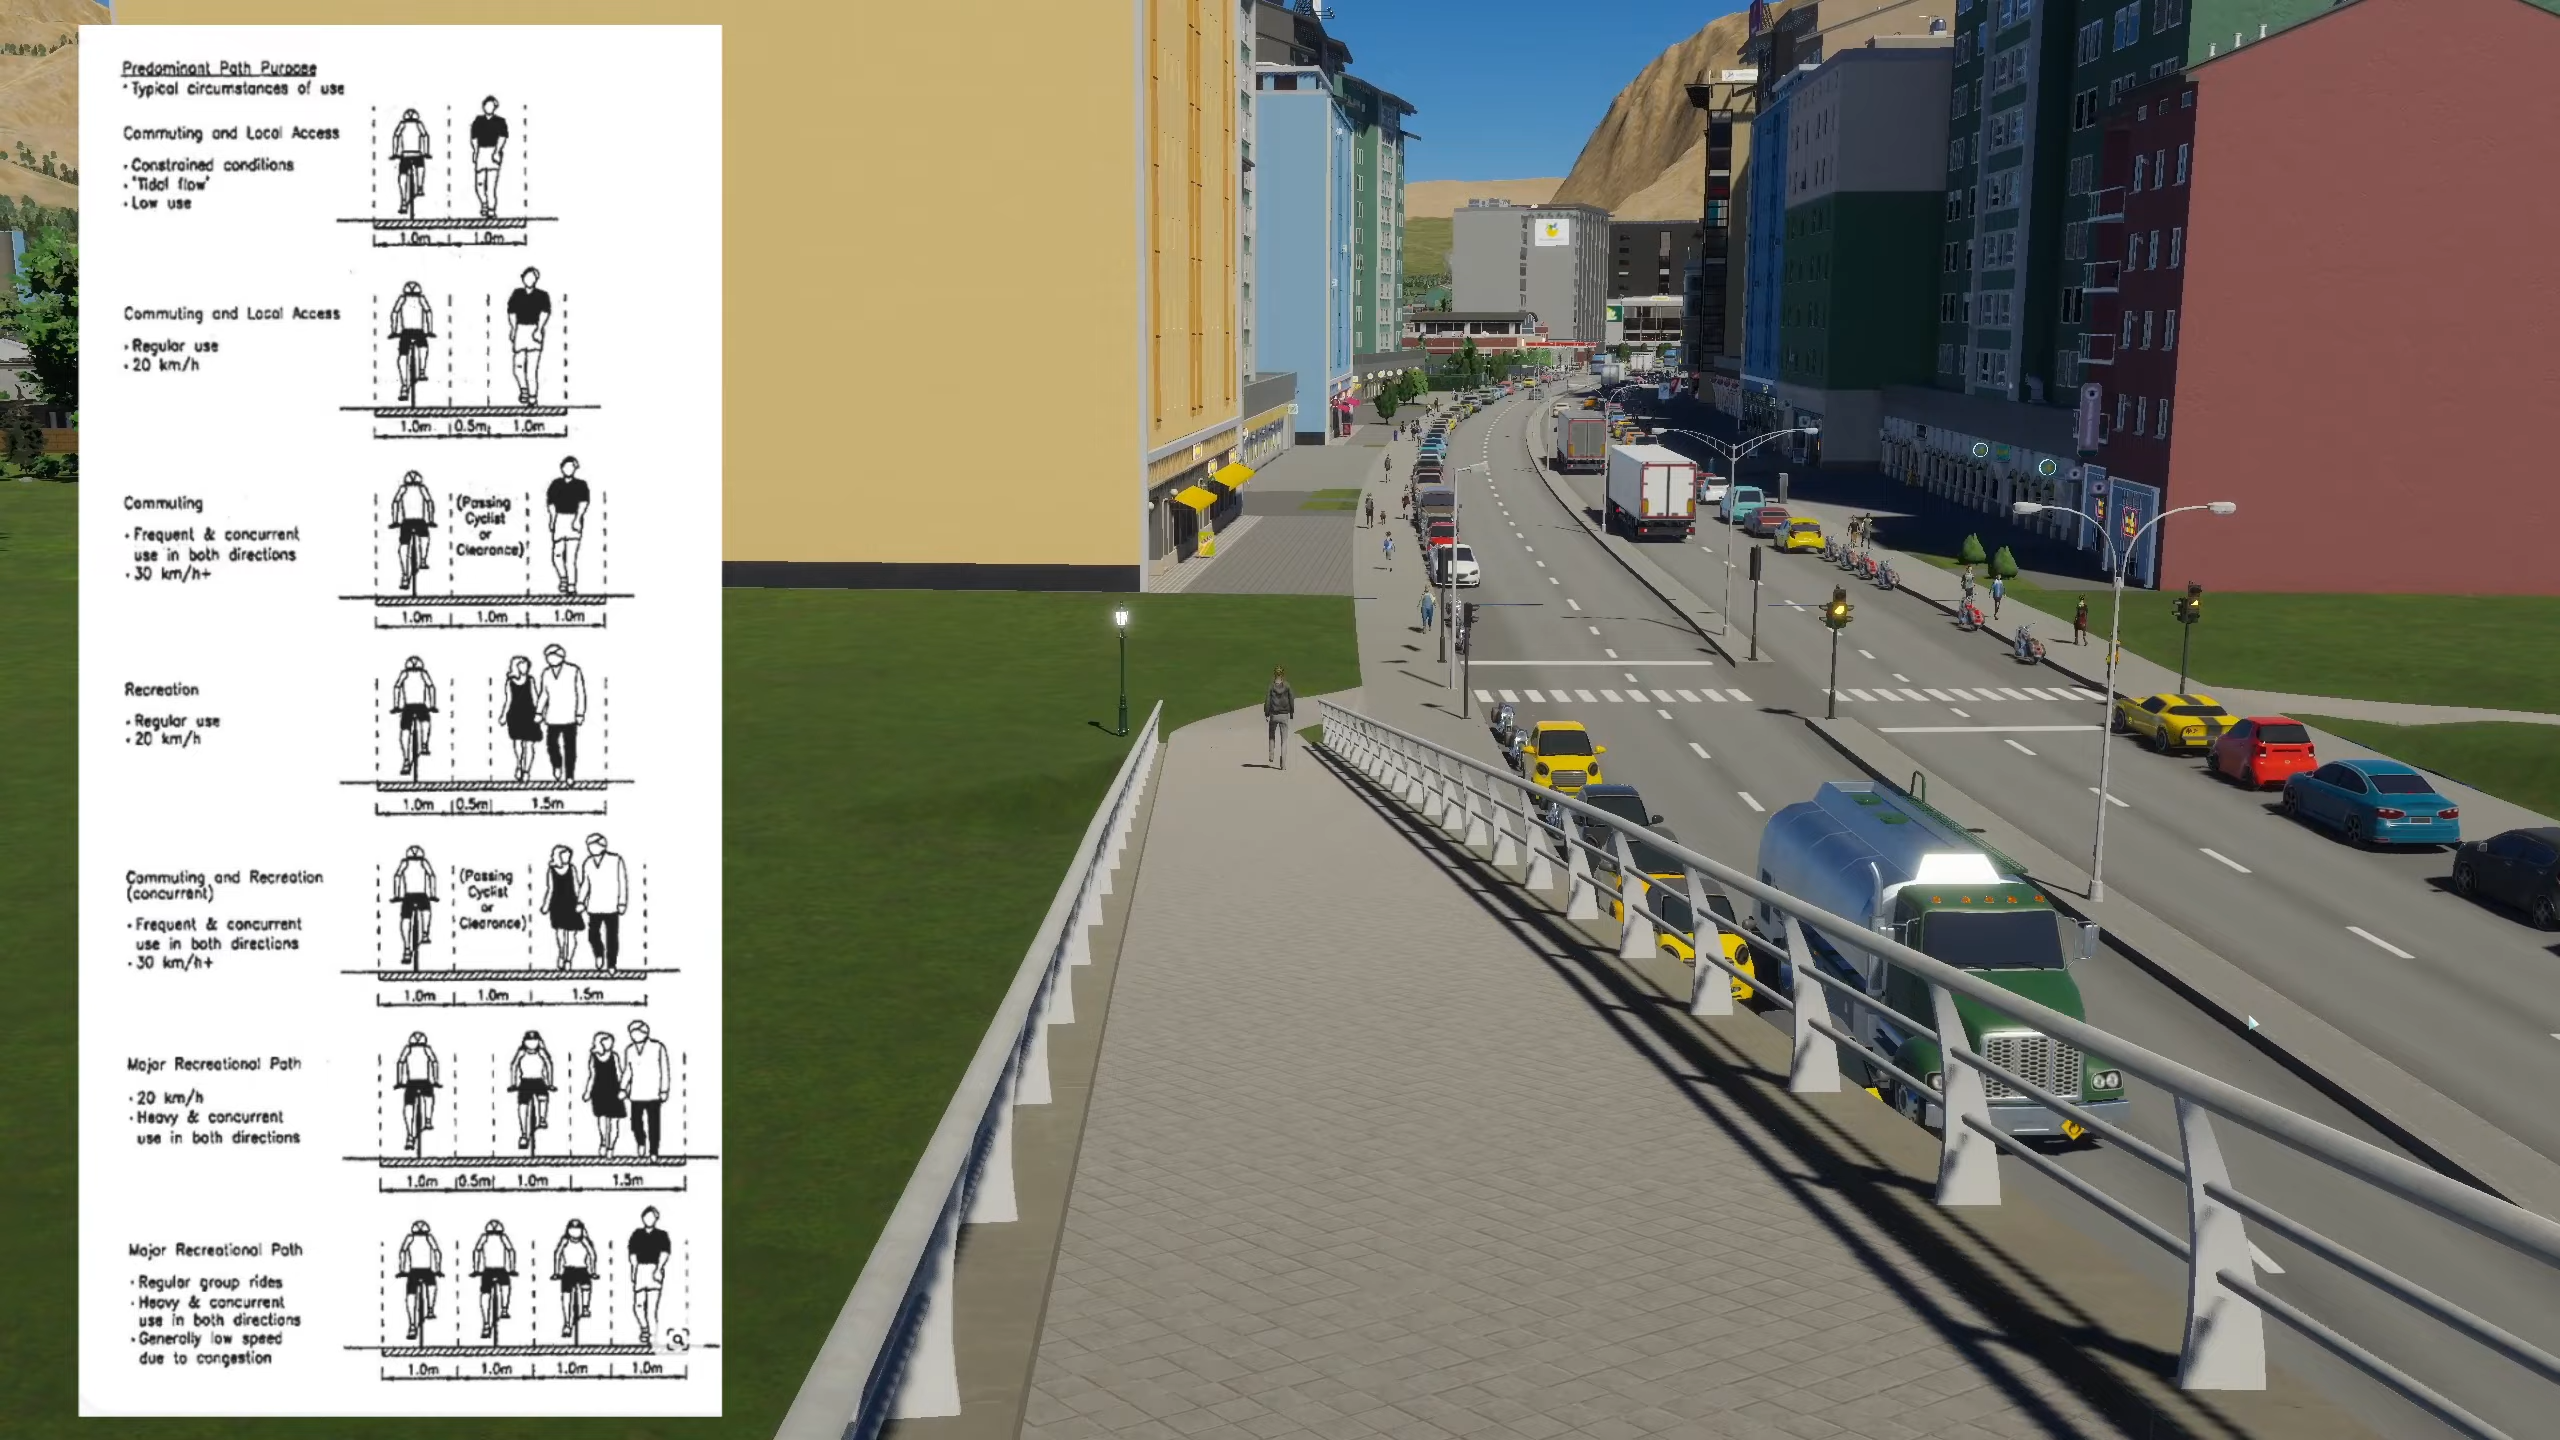 Predominant Path Purpose
• Typical circumstances of use
Commuting and Local Access
• Constrained conditions
• "Tidal flow"
• Low use
1.0m 1.0m
Commuting and Local Access
• Regular use
• 20 km/h
1.0m 0.5m 1.0m
Commuting
• Frequent & concurrent
use in both directions
• 30 km/h+
(Passing
Cyclist
or
Clearance)
1.0m 1.0m 1.0m
Recreation
• Regular use
• 20 km/h
1.0m 0.5m 1.5m
Commuting and Recreation
(concurrent)
• Frequent & concurrent
use in both directions
• 30 km/h+
(Passing
Cyclist
or
Clearance)
1.0m 1.0m 1.5m
Major Recreational Path
• 20 km/h
• Heavy & concurrent
use in both directions
1.0m 0.5m 1.0m 1.5m
Major Recreational Path
• Regular group rides
• Heavy & concurrent
use in both directions
• Generally low speed
due to congestion
1.0m 1.0m 1.0m 1.0m